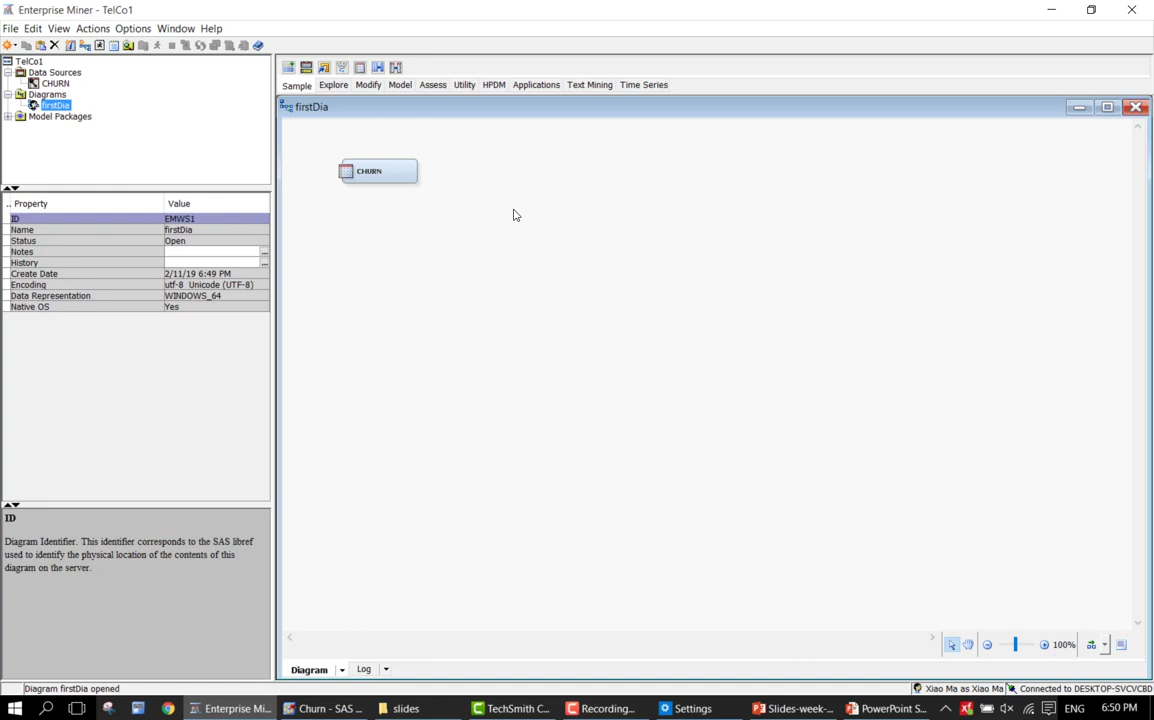 Enterprise Miner - TelCo1
File Edit View Actions Options Window Help
TelCo1
Data Sources
CHURN
Diagrams
firstDia
Model Packages
.. Property Value
ID EMWS1
Name firstDia
Status Open
Notes ...
History ...
Create Date 2/11/19 6:49 PM
Encoding utf-8 Unicode (UTF-8)
Data Representation WINDOWS_64
Native OS Yes
ID
Diagram Identifier. This identifier corresponds to the SAS libref
used to identify the physical location of the contents of this
diagram on the server.
Sample Explore Modify Model Assess Utility HPDM Applications Text Mining Time Series
firstDia
CHURN
100%
Diagram Log
Diagram firstDia opened
Xiao Ma as Xiao Ma Connected to DESKTOP-SVCVCBD
Enterprise Mi... Churn - SAS ... slides TechSmith C... Recording... Settings Slides-week-... PowerPoint S... ENG 6:50 PM